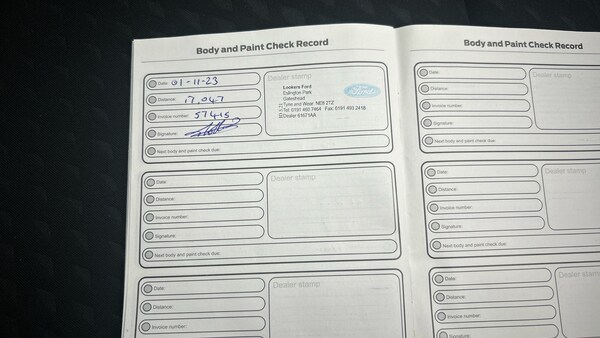 Body and Paint Check Record
Date: 01-11-23
Distance: 17,047
Invoice number: 57415
Signature:
Next body and paint check due:
Dealer stamp
Lookers Ford
Eslington Park
Gateshead
Tyne and Wear NE8 2TZ
Tel: 0191 460 7464 Fax: 0191 493 2418
Dealer 61671AA
Ford
Date:
Distance:
Invoice number:
Signature:
Next body and paint check due:
Dealer stamp
Date:
Distance:
Invoice number:
Dealer stamp
Body and Paint Check Record
Date:
Distance
Invoice number:
Signature:
Next body and paint check due:
Dealer s
Date:
Distance:
Invoice number:
Signature:
Next body and paint check due:
Dealer stam
Date:
Distance:
Invoice number:
Signature:
Dealer stam